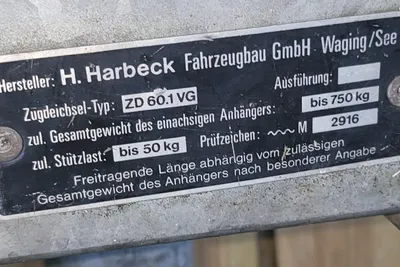 Hersteller: H. Harbeck Fahrzeugbau GmbH Waging/See
Zugdeichsel-Typ: ZD 60.1 VG Ausführung:
zul. Gesamtgewicht des einachsigen Anhängers: bis 750 kg
zul. Stützlast: bis 50 kg Prüfzeichen: ~ M 2916
Freitragende Länge abhängig vom zulässigen
Gesamtgewicht des Anhängers nach besonderer Angabe